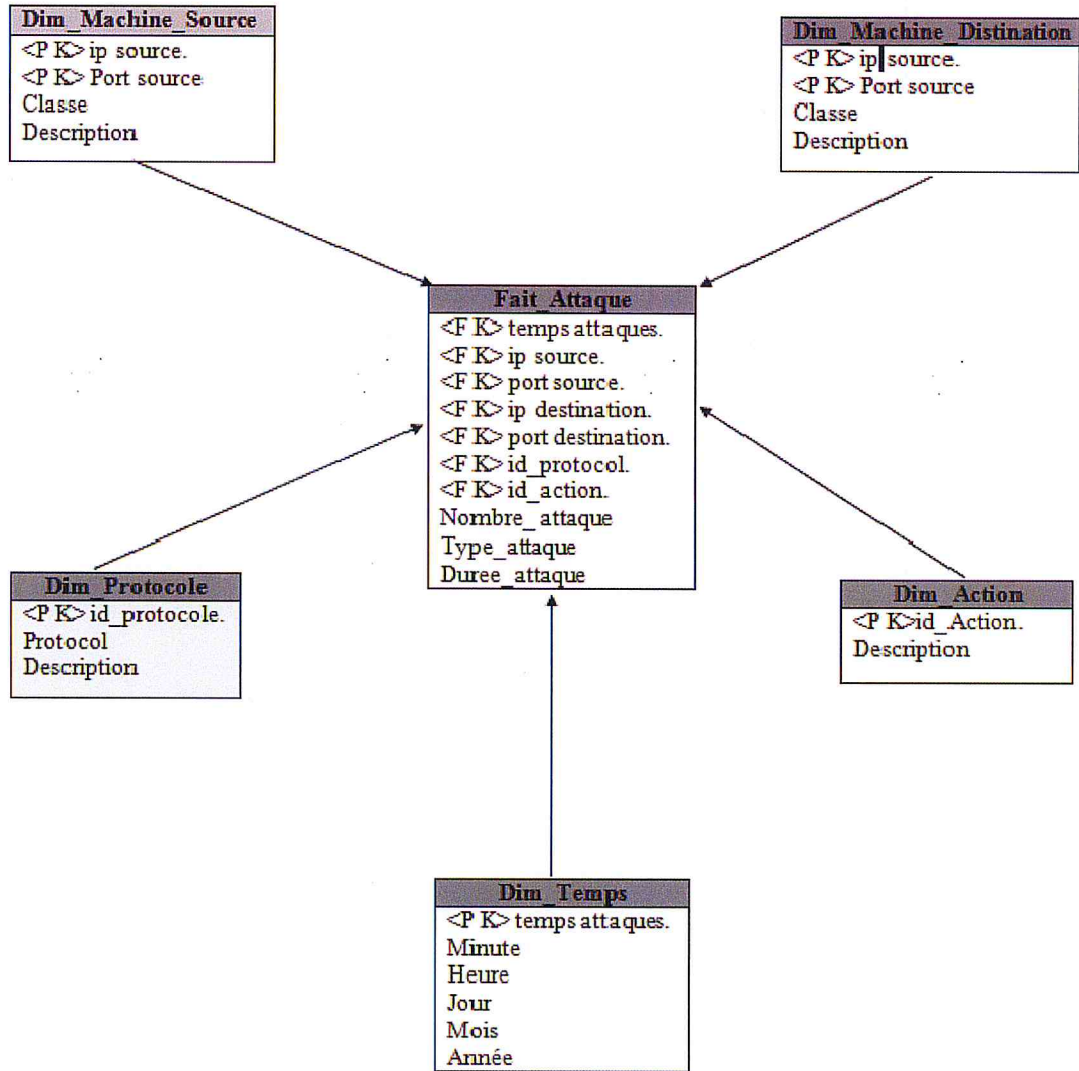 Dim_Machine_Source
<P K> ip source.
<P K> Port source
Classe
Description
Dim_Machine_Distination
<P K> ip source.
<P K> Port source
Classe
Description
Fait_Attaque
<F K> temps attaques.
<F K> ip source.
<F K> port source.
<F K> ip destination.
<F K> port destination.
<F K> id_protocol.
<F K> id_action.
Nombre_attaque
Type_attaque
Duree_attaque
Dim_Protocole
<P K> id_protocole.
Protocol
Description
Dim_Action
<P K>id_Action.
Description
Dim_Temps
<P K> temps attaques.
Minute
Heure
Jour
Mois
Année